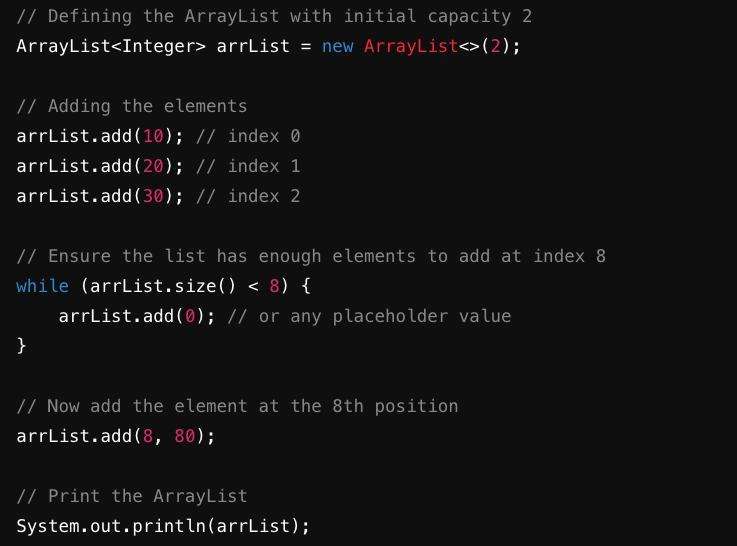 // Defining the ArrayList with initial capacity 2
ArrayList<Integer> arrList = new ArrayList<>(2);
// Adding the elements
arrList.add(10); // index 0
arrList.add(20); // index 1
arrList.add(30); // index 2
// Ensure the list has enough elements to add at index 8
while (arrList.size() < 8) {
    arrList.add(0); // or any placeholder value
}
// Now add the element at the 8th position
arrList.add(8, 80);
// Print the ArrayList
System.out.println(arrList);